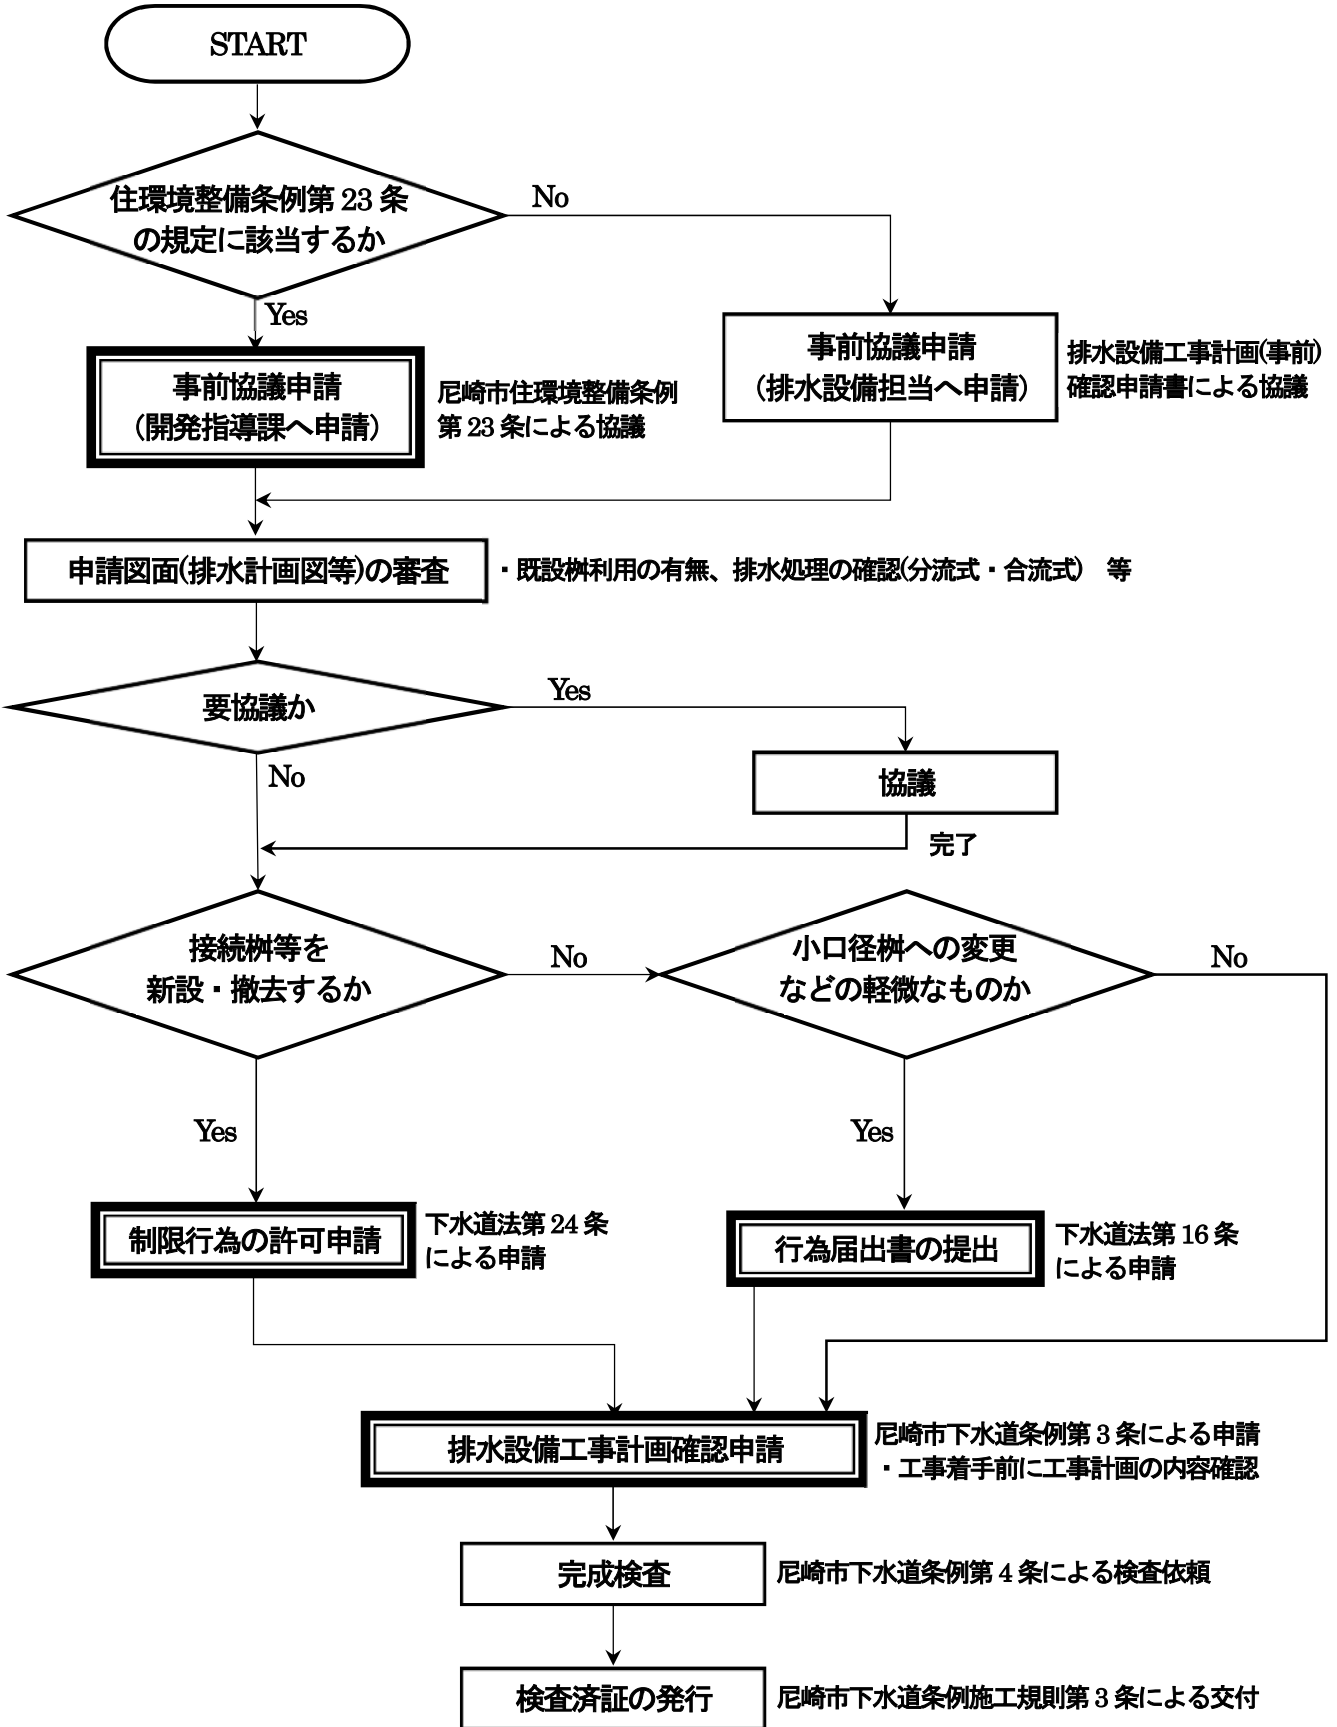 START
住環境整備条例第 23 条
の規定に該当するか
No
Yes
事前協議申請
（開発指導課へ申請）
尼崎市住環境整備条例
第 23 条による協議
事前協議申請
（排水設備担当へ申請）
排水設備工事計画(事前)
確認申請書による協議
申請図面(排水計画図等)の審査
・既設桝利用の有無、排水処理の確認(分流式・合流式)　等
要協議か
Yes
No
協議
完了
接続桝等を
新設・撤去するか
No
小口径桝への変更
などの軽微なものか
No
Yes
Yes
制限行為の許可申請
下水道法第 24 条
による申請
行為届出書の提出
下水道法第 16 条
による申請
排水設備工事計画確認申請
尼崎市下水道条例第 3 条による申請
・工事着手前に工事計画の内容確認
完成検査
尼崎市下水道条例第 4 条による検査依頼
検査済証の発行
尼崎市下水道条例施工規則第 3 条による交付